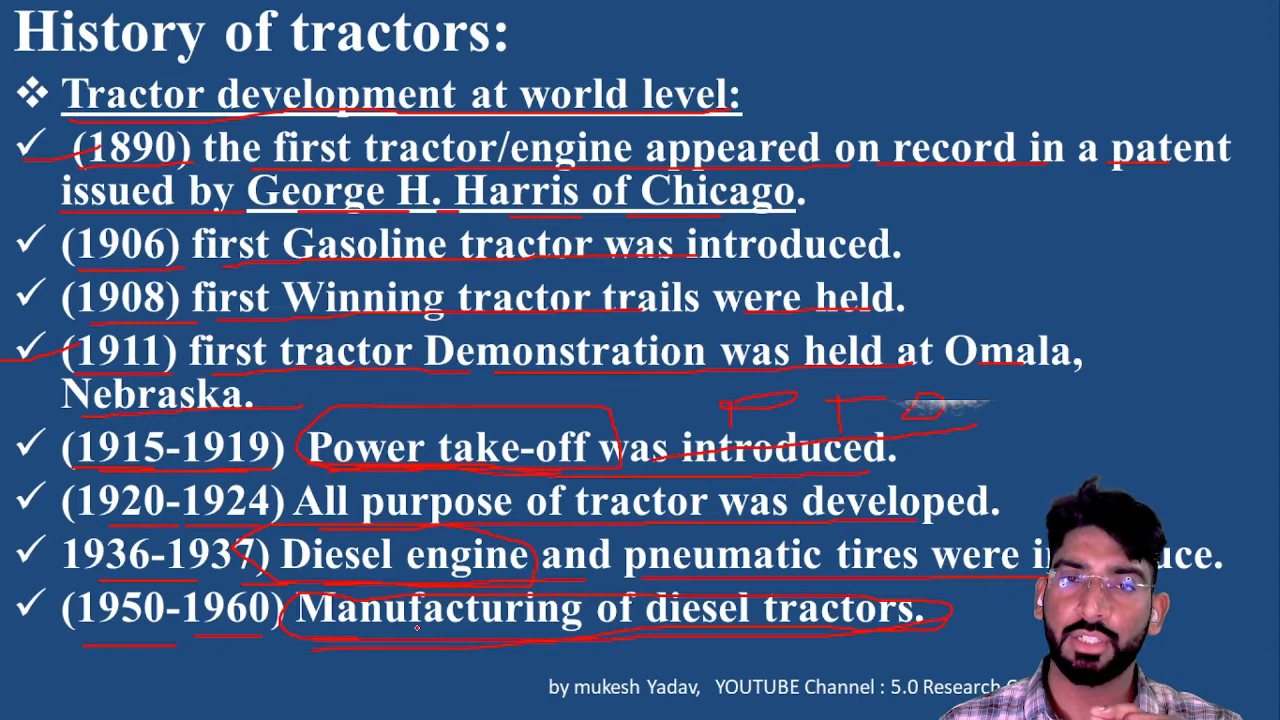 History of tractors:
❖ Tractor development at world level:
✓ (1890) the first tractor/engine appeared on record in a patent
issued by George H. Harris of Chicago.
✓ (1906) first Gasoline tractor was introduced.
✓ (1908) first Winning tractor trails were held.
✓ (1911) first tractor Demonstration was held at Omala,
Nebraska.
P T O
✓ (1915-1919) Power take-off was introduced.
✓ (1920-1924) All purpose of tractor was developed.
✓ 1936-1937) Diesel engine and pneumatic tires were
✓ (1950-1960) Manufacturing of diesel tractors.
by mukesh Yadav, YOUTUBE Channel : 5.0 Research